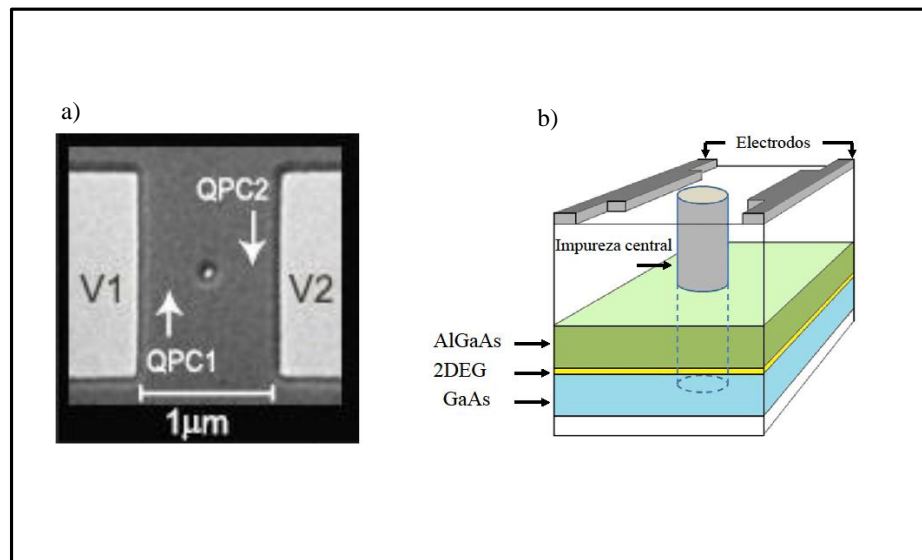 a)
QPC2
V1
V2
QPC1
1μm
b)
Electrodos
Impureza central
AlGaAs
2DEG
GaAs